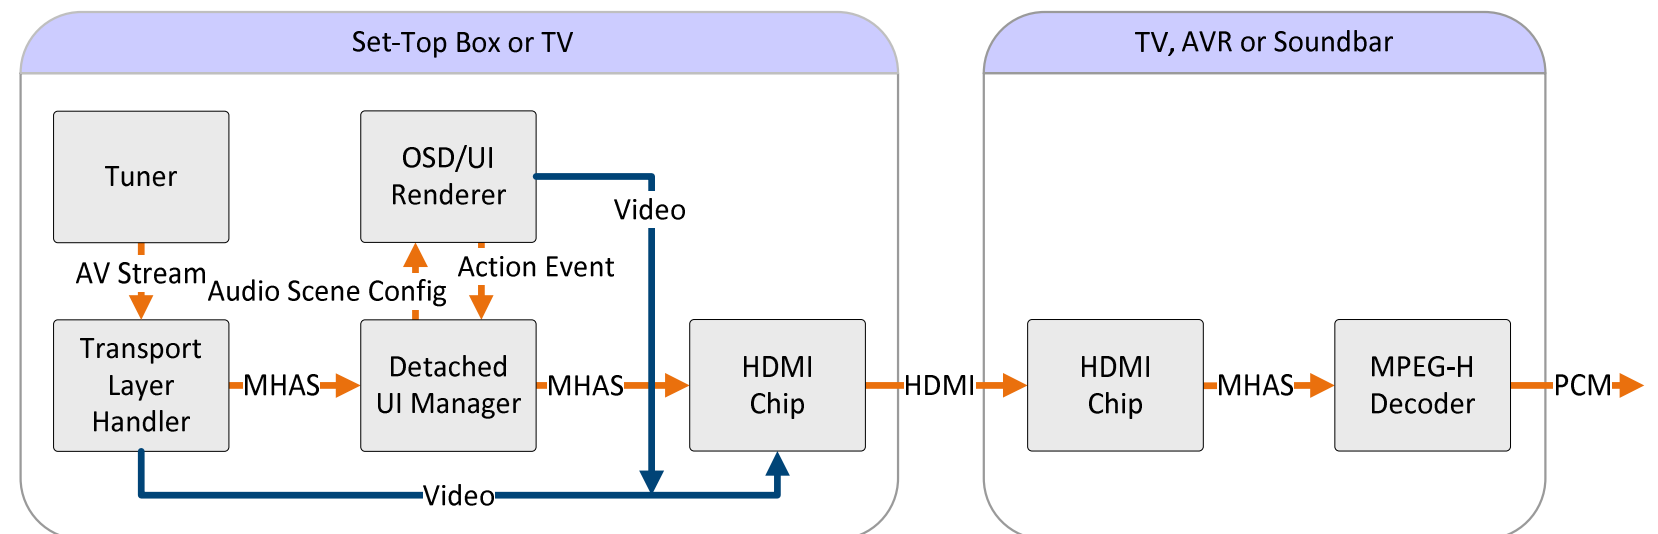 Set-Top Box or TV
TV, AVR or Soundbar
Tuner
OSD/UI
Renderer
Video
AV Stream
Audio Scene Config
Action Event
Transport
Layer
Handler
MHAS
Detached
UI Manager
MHAS
HDMI
Chip
HDMI
HDMI
Chip
MHAS
MPEG-H
Decoder
PCM
Video